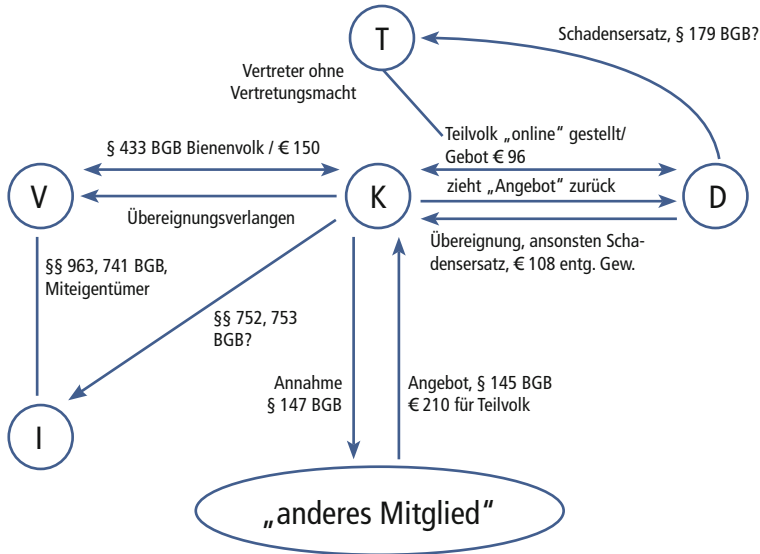 T
Schadensersatz, § 179 BGB?
Vertreter ohne
Vertretungsmacht
Teilvolk „online“ gestellt/
Gebot € 96
§ 433 BGB Bienenvolk / € 150
V
K
D
zieht „Angebot“ zurück
Übereignungsverlangen
Übereignung, ansonsten Scha-
densersatz, € 108 entg. Gew.
§§ 963, 741 BGB,
Miteigentümer
§§ 752, 753
BGB?
Annahme
§ 147 BGB
Angebot, § 145 BGB
€ 210 für Teilvolk
I
„anderes Mitglied“